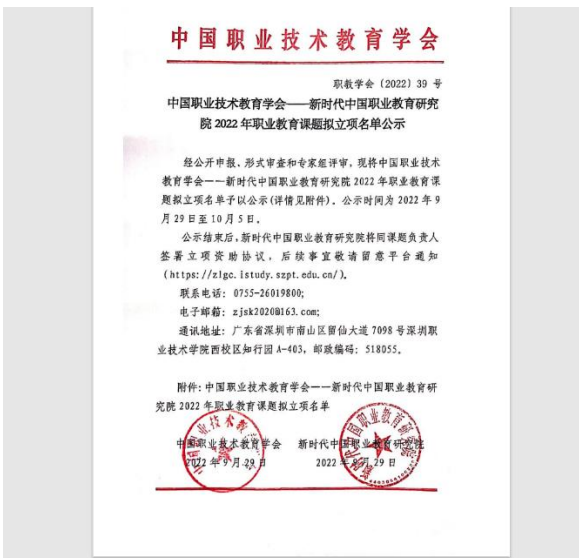 中国职业技术教育学会
职教学会〔2022〕39 号
中国职业技术教育学会——新时代中国职业教育研究
院 2022 年职业教育课题拟立项名单公示
经公开申报、形式审查和专家组评审，现将中国职业技术
教育学会——新时代中国职业教育研究院 2022 年职业教育课
题拟立项名单予以公示(详情见附件)。公示时间为 2022 年 9
月 29 日至 10 月 5 日。
公示结束后，新时代中国职业教育研究院将同课题负责人
签署立项资助协议，后续事宜敬请留意平台通知
(https://zlgc.istudy.szpt.edu.cn/)。
联系电话: 0755-26019800;
电子邮箱: zjsk2020@163.com;
通讯地址: 广东省深圳市南山区留仙大道 7098 号深圳职
业技术学院西校区知行园 A-403，邮政编码: 518055。
附件: 中国职业技术教育学会——新时代中国职业教育研
究院 2022 年职业教育课题拟立项名单
中国职业技术教育学会 新时代中国职业教育研究院
2022 年 9 月 29 日 2022 年 9 月 29 日